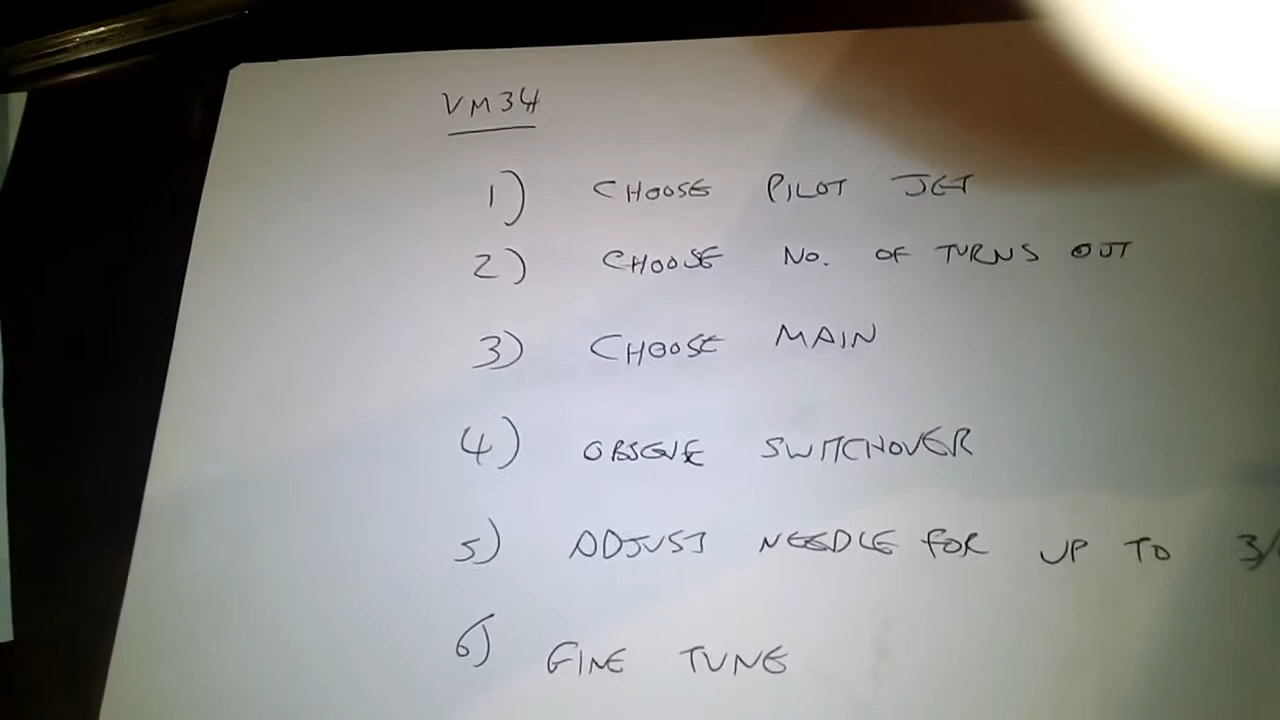 VM34
1) CHOOSE PILOT JET
2) CHOOSE No. OF TURNS OUT
3) CHOOSE MAIN
4) OBSERVE SWITCHOVER
5) ADJUST NEEDLE FOR UP TO 3/
6) FINE TUNE